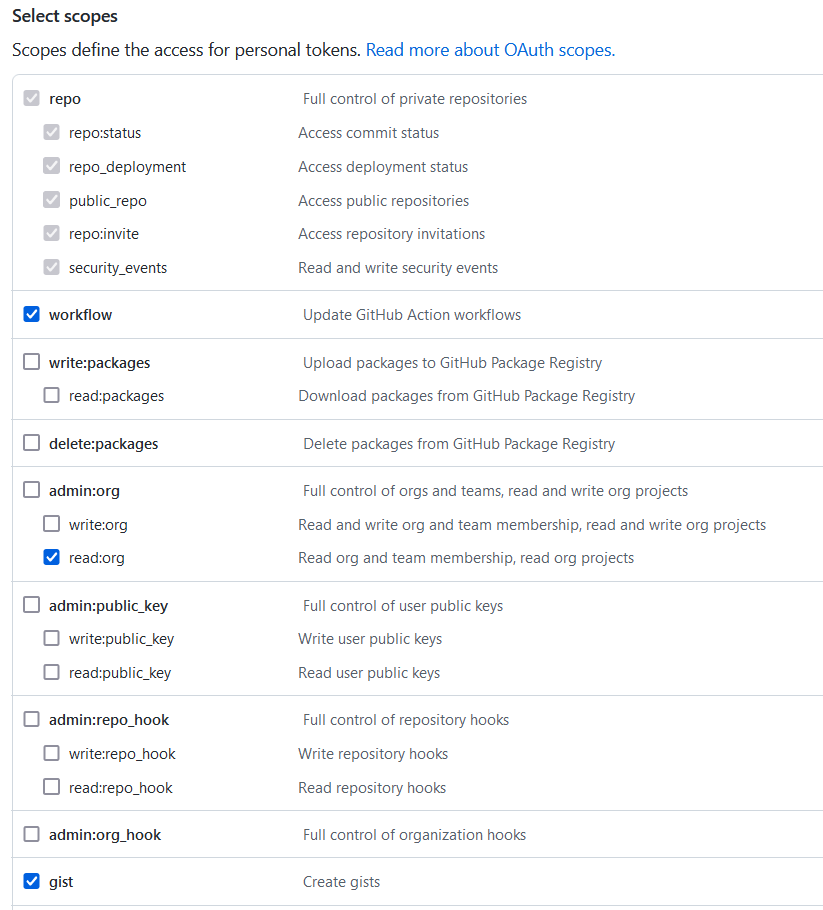 Select scopes
Scopes define the access for personal tokens. Read more about OAuth scopes.
repo Full control of private repositories
repo:status Access commit status
repo_deployment Access deployment status
public_repo Access public repositories
repo:invite Access repository invitations
security_events Read and write security events
workflow Update GitHub Action workflows
write:packages Upload packages to GitHub Package Registry
read:packages Download packages from GitHub Package Registry
delete:packages Delete packages from GitHub Package Registry
admin:org Full control of orgs and teams, read and write org projects
write:org Read and write org and team membership, read and write org projects
read:org Read org and team membership, read org projects
admin:public_key Full control of user public keys
write:public_key Write user public keys
read:public_key Read user public keys
admin:repo_hook Full control of repository hooks
write:repo_hook Write repository hooks
read:repo_hook Read repository hooks
admin:org_hook Full control of organization hooks
gist Create gists